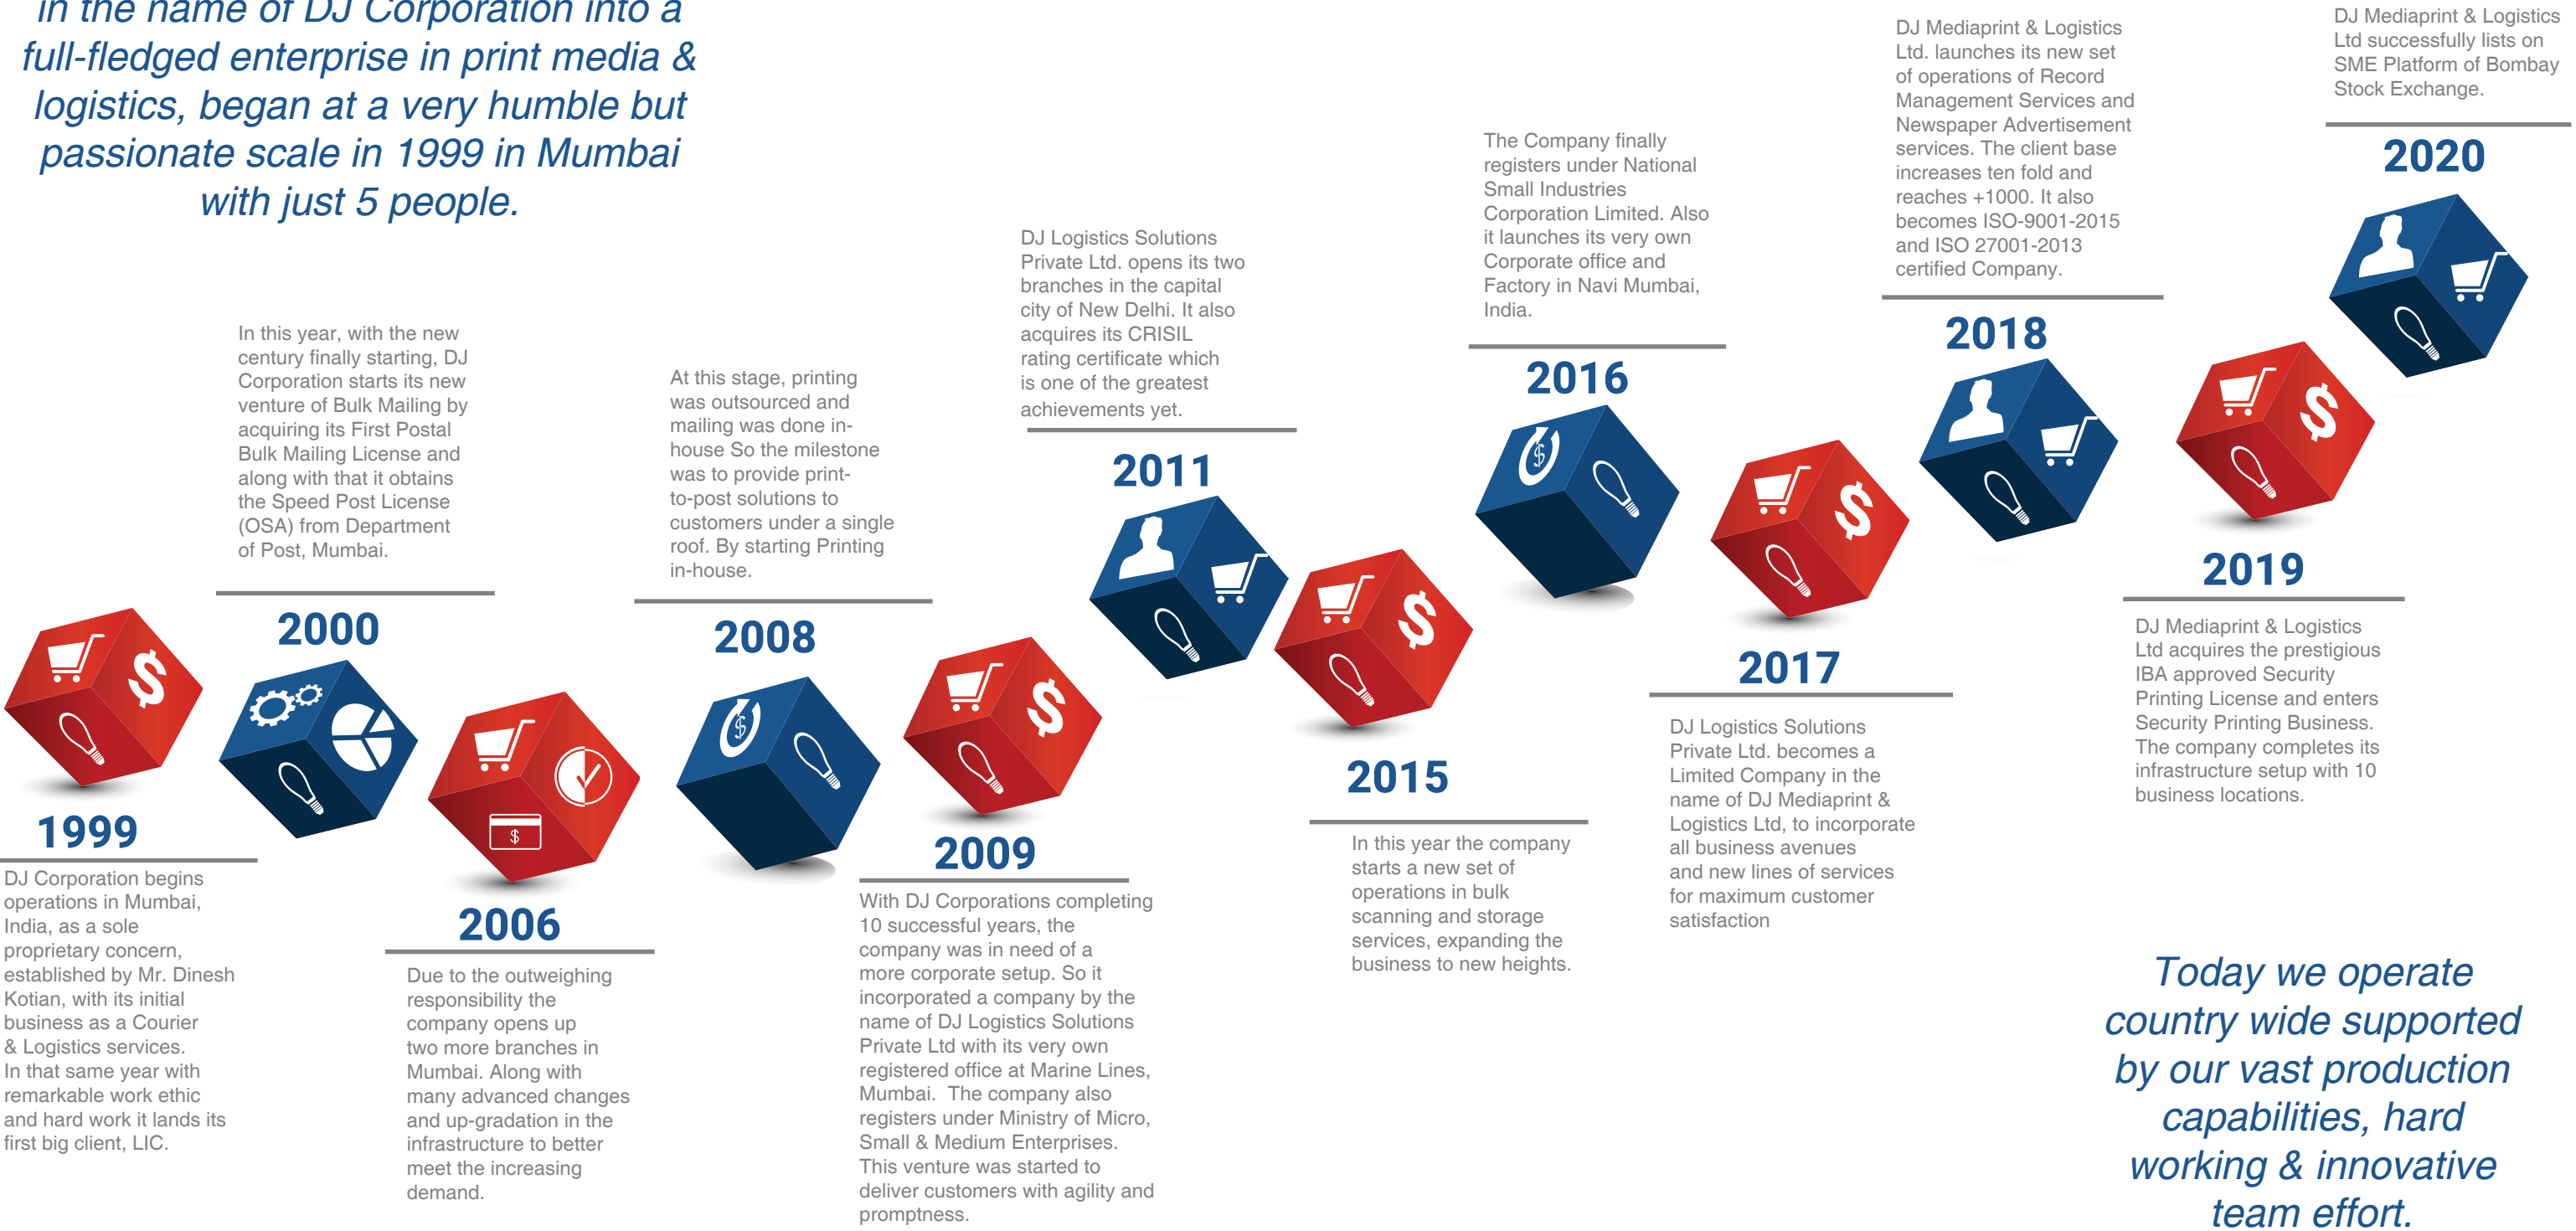 in the name of DJ Corporation into a
full-fledged enterprise in print media &
logistics, began at a very humble but
passionate scale in 1999 in Mumbai
with just 5 people.
1999
DJ Corporation begins
operations in Mumbai,
India, as a sole
proprietary concern,
established by Mr. Dinesh
Kotian, with its initial
business as a Courier
& Logistics services.
In that same year with
remarkable work ethic
and hard work it lands its
first big client, LIC.
In this year, with the new
century finally starting, DJ
Corporation starts its new
venture of Bulk Mailing by
acquiring its First Postal
Bulk Mailing License and
along with that it obtains
the Speed Post License
(OSA) from Department
of Post, Mumbai.
2000
2006
Due to the outweighing
responsibility the
company opens up
two more branches in
Mumbai. Along with
many advanced changes
and up-gradation in the
infrastructure to better
meet the increasing
demand.
At this stage, printing
was outsourced and
mailing was done in-
house So the milestone
was to provide print-
to-post solutions to
customers under a single
roof. By starting Printing
in-house.
2008
2009
With DJ Corporations completing
10 successful years, the
company was in need of a
more corporate setup. So it
incorporated a company by the
name of DJ Logistics Solutions
Private Ltd with its very own
registered office at Marine Lines,
Mumbai. The company also
registers under Ministry of Micro,
Small & Medium Enterprises.
This venture was started to
deliver customers with agility and
promptness.
DJ Logistics Solutions
Private Ltd. opens its two
branches in the capital
city of New Delhi. It also
acquires its CRISIL
rating certificate which
is one of the greatest
achievements yet.
2011
2015
In this year the company
starts a new set of
operations in bulk
scanning and storage
services, expanding the
business to new heights.
The Company finally
registers under National
Small Industries
Corporation Limited. Also
it launches its very own
Corporate office and
Factory in Navi Mumbai,
India.
2016
2017
DJ Logistics Solutions
Private Ltd. becomes a
Limited Company in the
name of DJ Mediaprint &
Logistics Ltd, to incorporate
all business avenues
and new lines of services
for maximum customer
satisfaction
DJ Mediaprint & Logistics
Ltd. launches its new set
of operations of Record
Management Services and
Newspaper Advertisement
services. The client base
increases ten fold and
reaches +1000. It also
becomes ISO-9001-2015
and ISO 27001-2013
certified Company.
2018
2019
DJ Mediaprint & Logistics
Ltd acquires the prestigious
IBA approved Security
Printing License and enters
Security Printing Business.
The company completes its
infrastructure setup with 10
business locations.
DJ Mediaprint & Logistics
Ltd successfully lists on
SME Platform of Bombay
Stock Exchange.
2020
Today we operate
country wide supported
by our vast production
capabilities, hard
working & innovative
team effort.